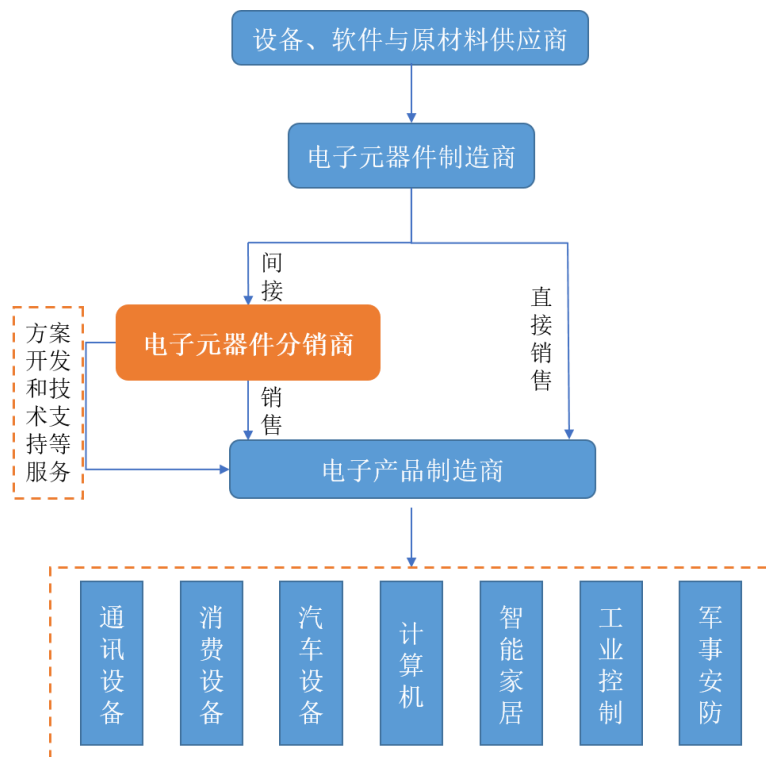 设备、软件与原材料供应商
电子元器件制造商
间接
直接销售
方案
开发
和技
术支
持等
服务
电子元器件分销商
销售
电子产品制造商
通讯设备
消费设备
汽车设备
计算机
智能家居
工业控制
军事安防